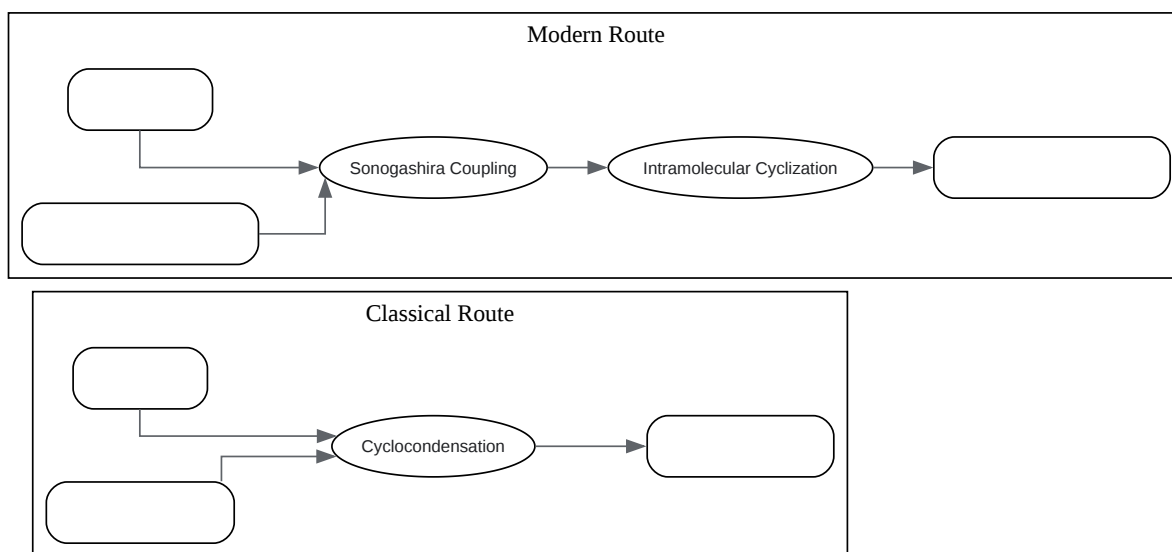 Modern Route
Sonogashira Coupling
Intramolecular Cyclization
Classical Route
Cyclocondensation